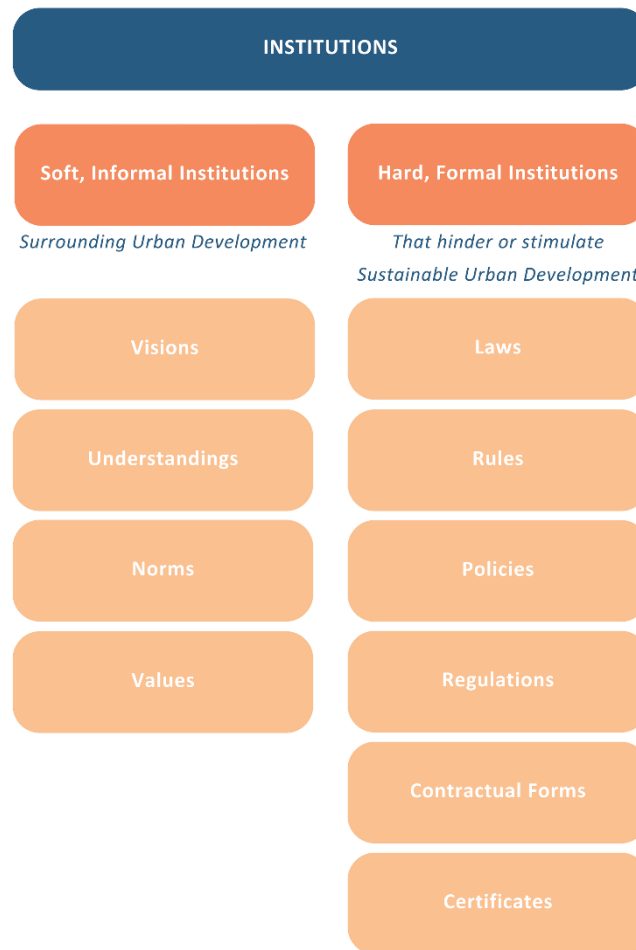 INSTITUTIONS
Soft, Informal Institutions
Surrounding Urban Development
Visions
Understandings
Norms
Values
Hard, Formal Institutions
That hinder or stimulate
Sustainable Urban Development
Laws
Rules
Policies
Regulations
Contractual Forms
Certificates